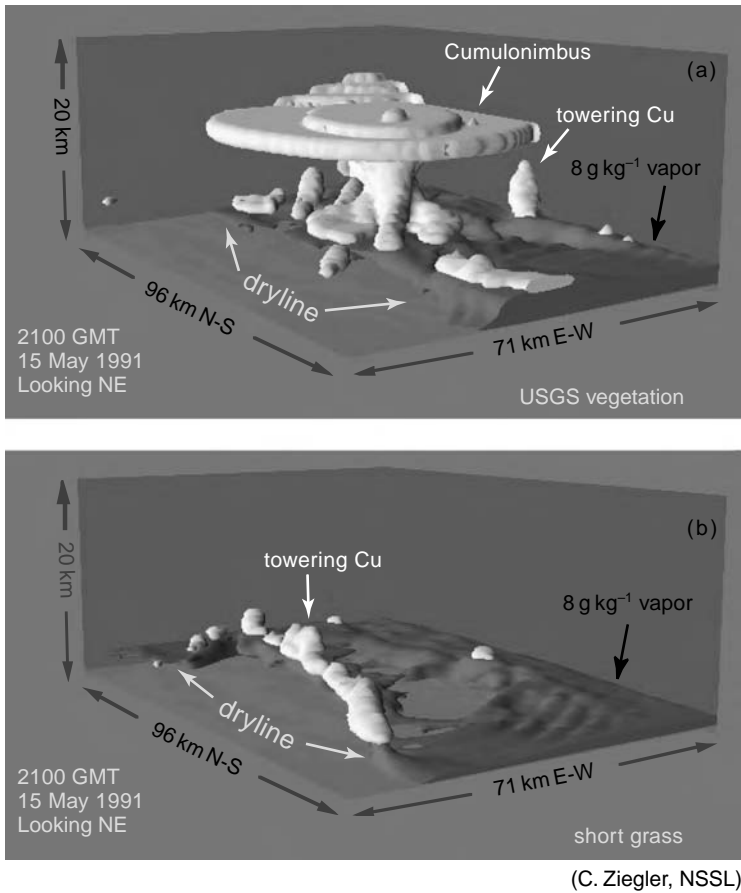 Cumulonimbus
(a)
towering Cu
8 g kg⁻¹ vapor
20 km
dryline
96 km N-S
71 km E-W
2100 GMT
15 May 1991
Looking NE
USGS vegetation
(b)
towering Cu
8 g kg⁻¹ vapor
20 km
dryline
96 km N-S
71 km E-W
2100 GMT
15 May 1991
Looking NE
short grass
(C. Ziegler, NSSL)